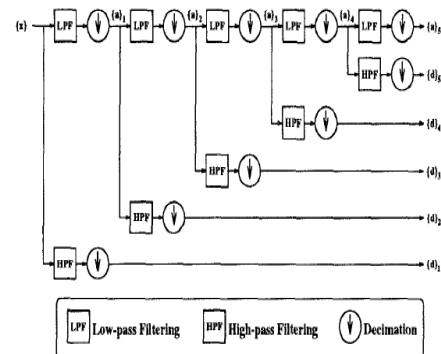 {x} LPF {a}₁ LPF {a}₂ LPF {a}₃ LPF {a}₄ LPF {a}₅
HPF {d}₅
HPF {d}₄
HPF {d}₃
HPF {d}₂
HPF {d}₁
LPF Low-pass Filtering HPF High-pass Filtering Decimation